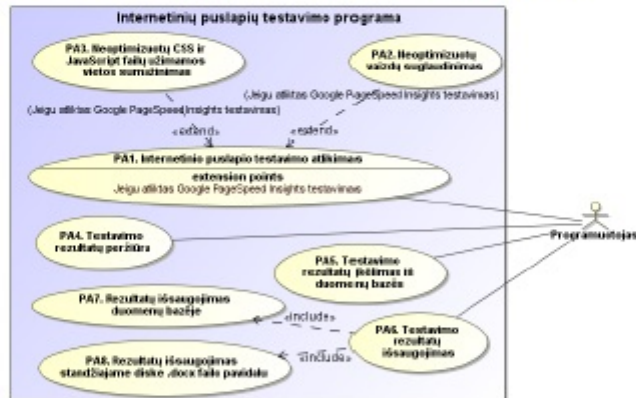 Internetinių puslapių testavimo programa
PA3. Neoptimizuotų CSS ir
JavaScript failų užimamos
vietos sumažinimas
PA2. Neoptimizuotų
vaizdų suglaudinimas
(Jeigu atliktas Google PageSpeed Insights testavimas)
(Jeigu atliktas Google PageSpeed Insights testavimas)
«extend»
«extend»
PA1. Internetinio puslapio testavimo atlikimas
extension points
Jeigu atliktas Google PageSpeed Insights testavimas
PA4. Testavimo
rezultatų peržiūra
Programuotojas
PA5. Testavimo
rezultatų įkėlimas iš
duomenų bazės
PA7. Rezultatų išsaugojimas
duomenų bazėje
«include»
PA6. Testavimo
rezultatų
išsaugojimas
«include»
PA8. Rezultatų išsaugojimas
standžiajame diske .docx failo pavidalu